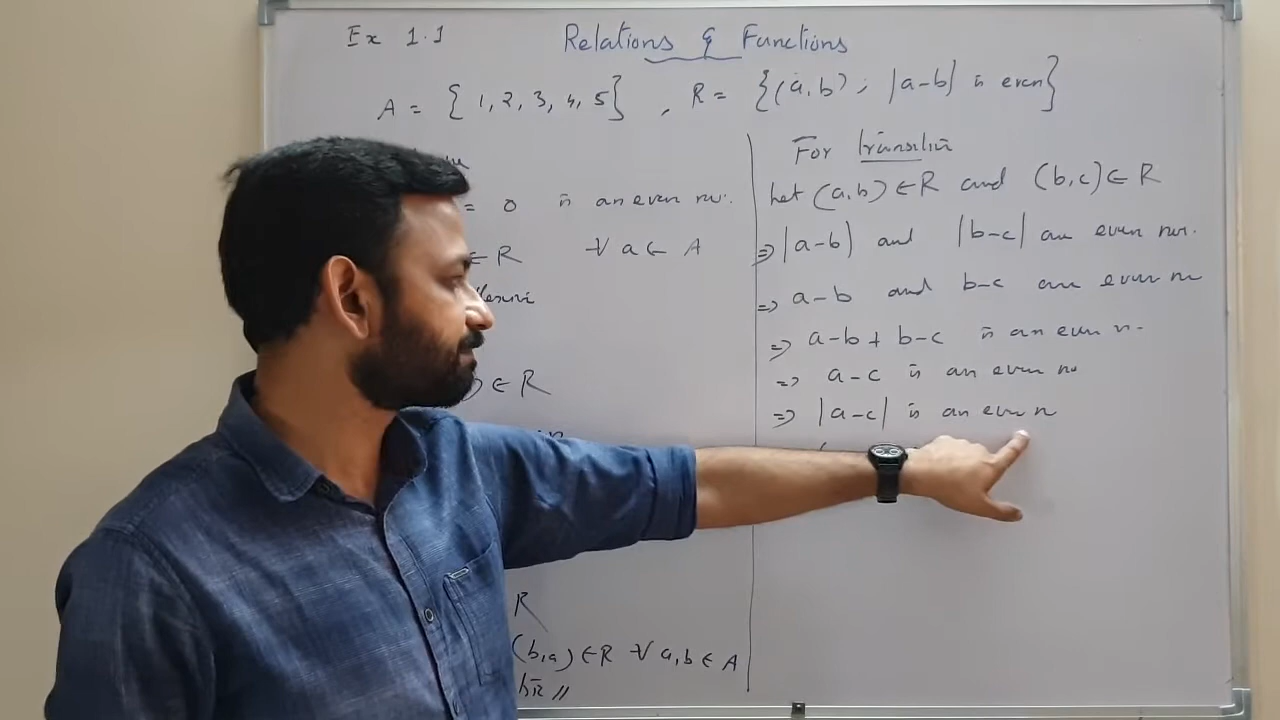 Ex 1.1
Relations & Functions
A = { 1, 2, 3, 4, 5} , R = {(a,b) ; |a-b| is even}
= 0 is an even no.
∈ R ∀ a ∈ A
∈ R
R
(b,a) ∈ R ∀ a,b ∈ A
For transitive
Let (a,b) ∈ R and (b,c) ∈ R
⇒ |a-b| and |b-c| are even no.
⇒ a-b and b-c are even no
⇒ a-b + b-c is an even n.
⇒ a-c is an even no
⇒ |a-c| is an even n